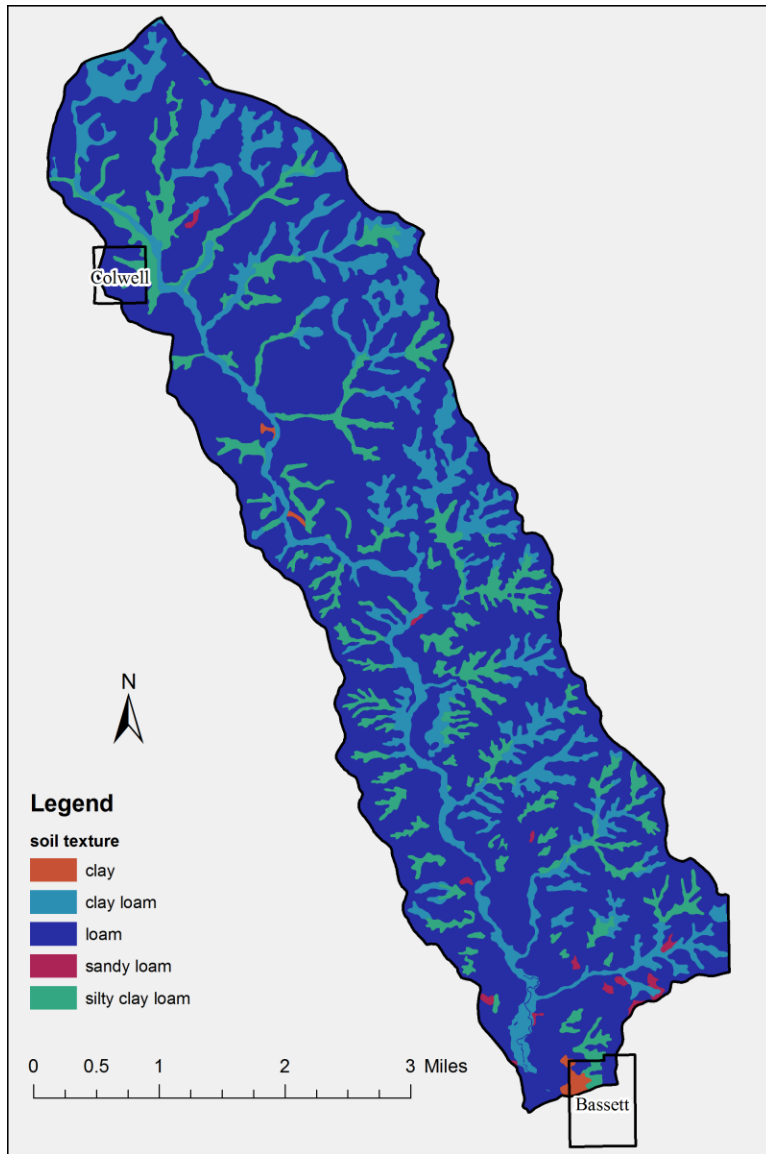 Colwell
N
Legend
soil texture
clay
clay loam
loam
sandy loam
silty clay loam
0 0.5 1 2 3 Miles
Bassett